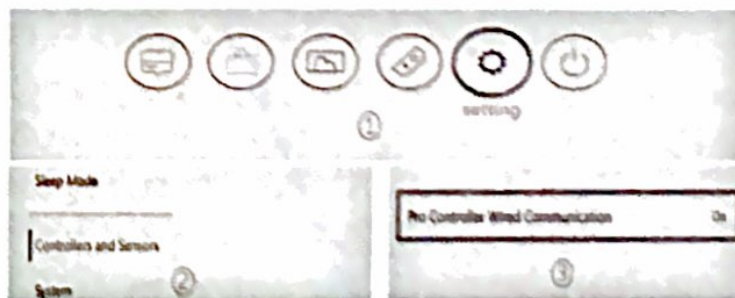 setting
①
Sleep Mode
Controllers and Sensors
System
②
Pro Controller Wired Communication On
③